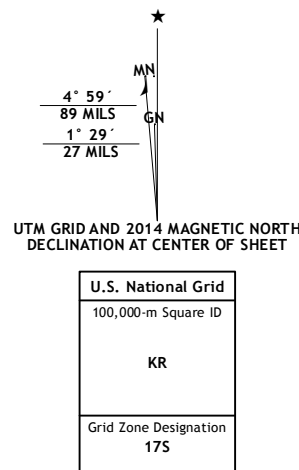 MN
4° 59´
89 MILS
GN
1° 29´
27 MILS
UTM GRID AND 2014 MAGNETIC NORTH
DECLINATION AT CENTER OF SHEET
U.S. National Grid
100,000-m Square ID
KR
Grid Zone Designation
17S